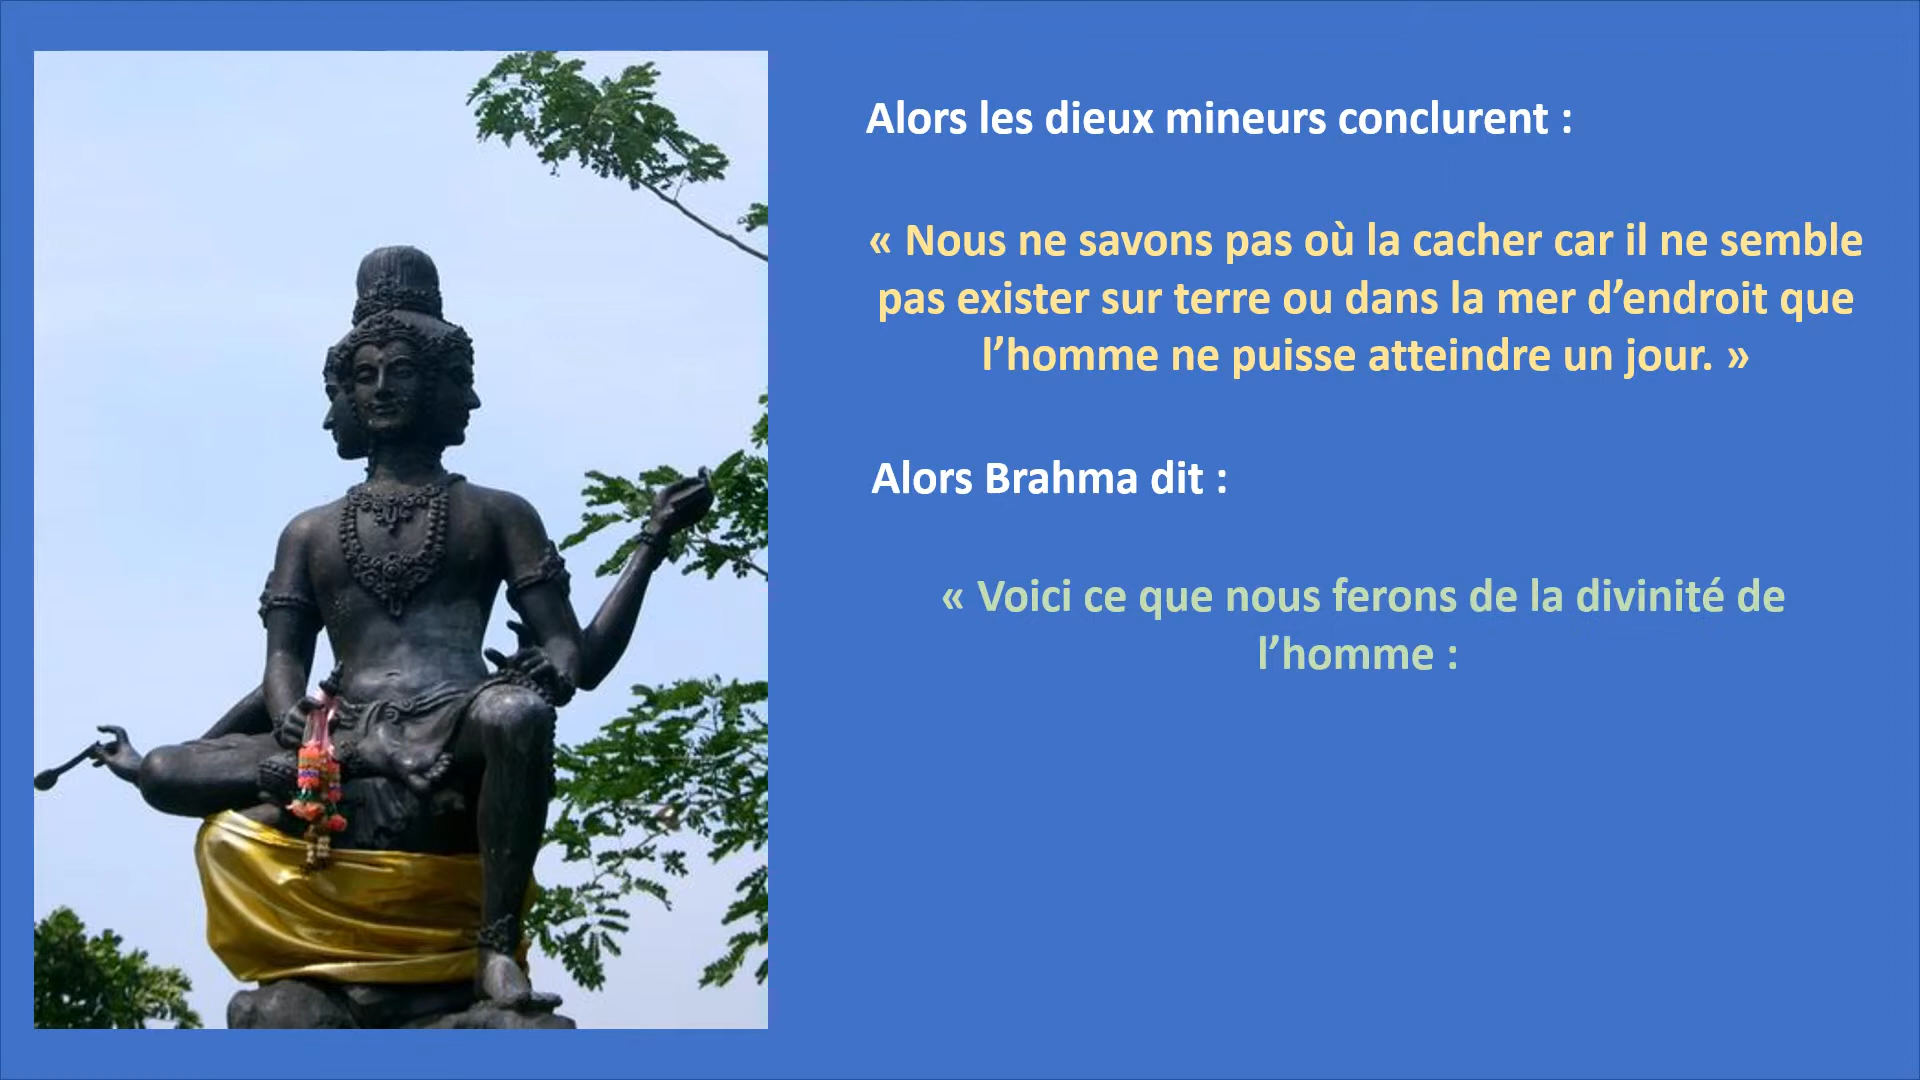 Alors les dieux mineurs conclurent :
« Nous ne savons pas où la cacher car il ne semble
pas exister sur terre ou dans la mer d’endroit que
l’homme ne puisse atteindre un jour. »
Alors Brahma dit :
« Voici ce que nous ferons de la divinité de
l’homme :